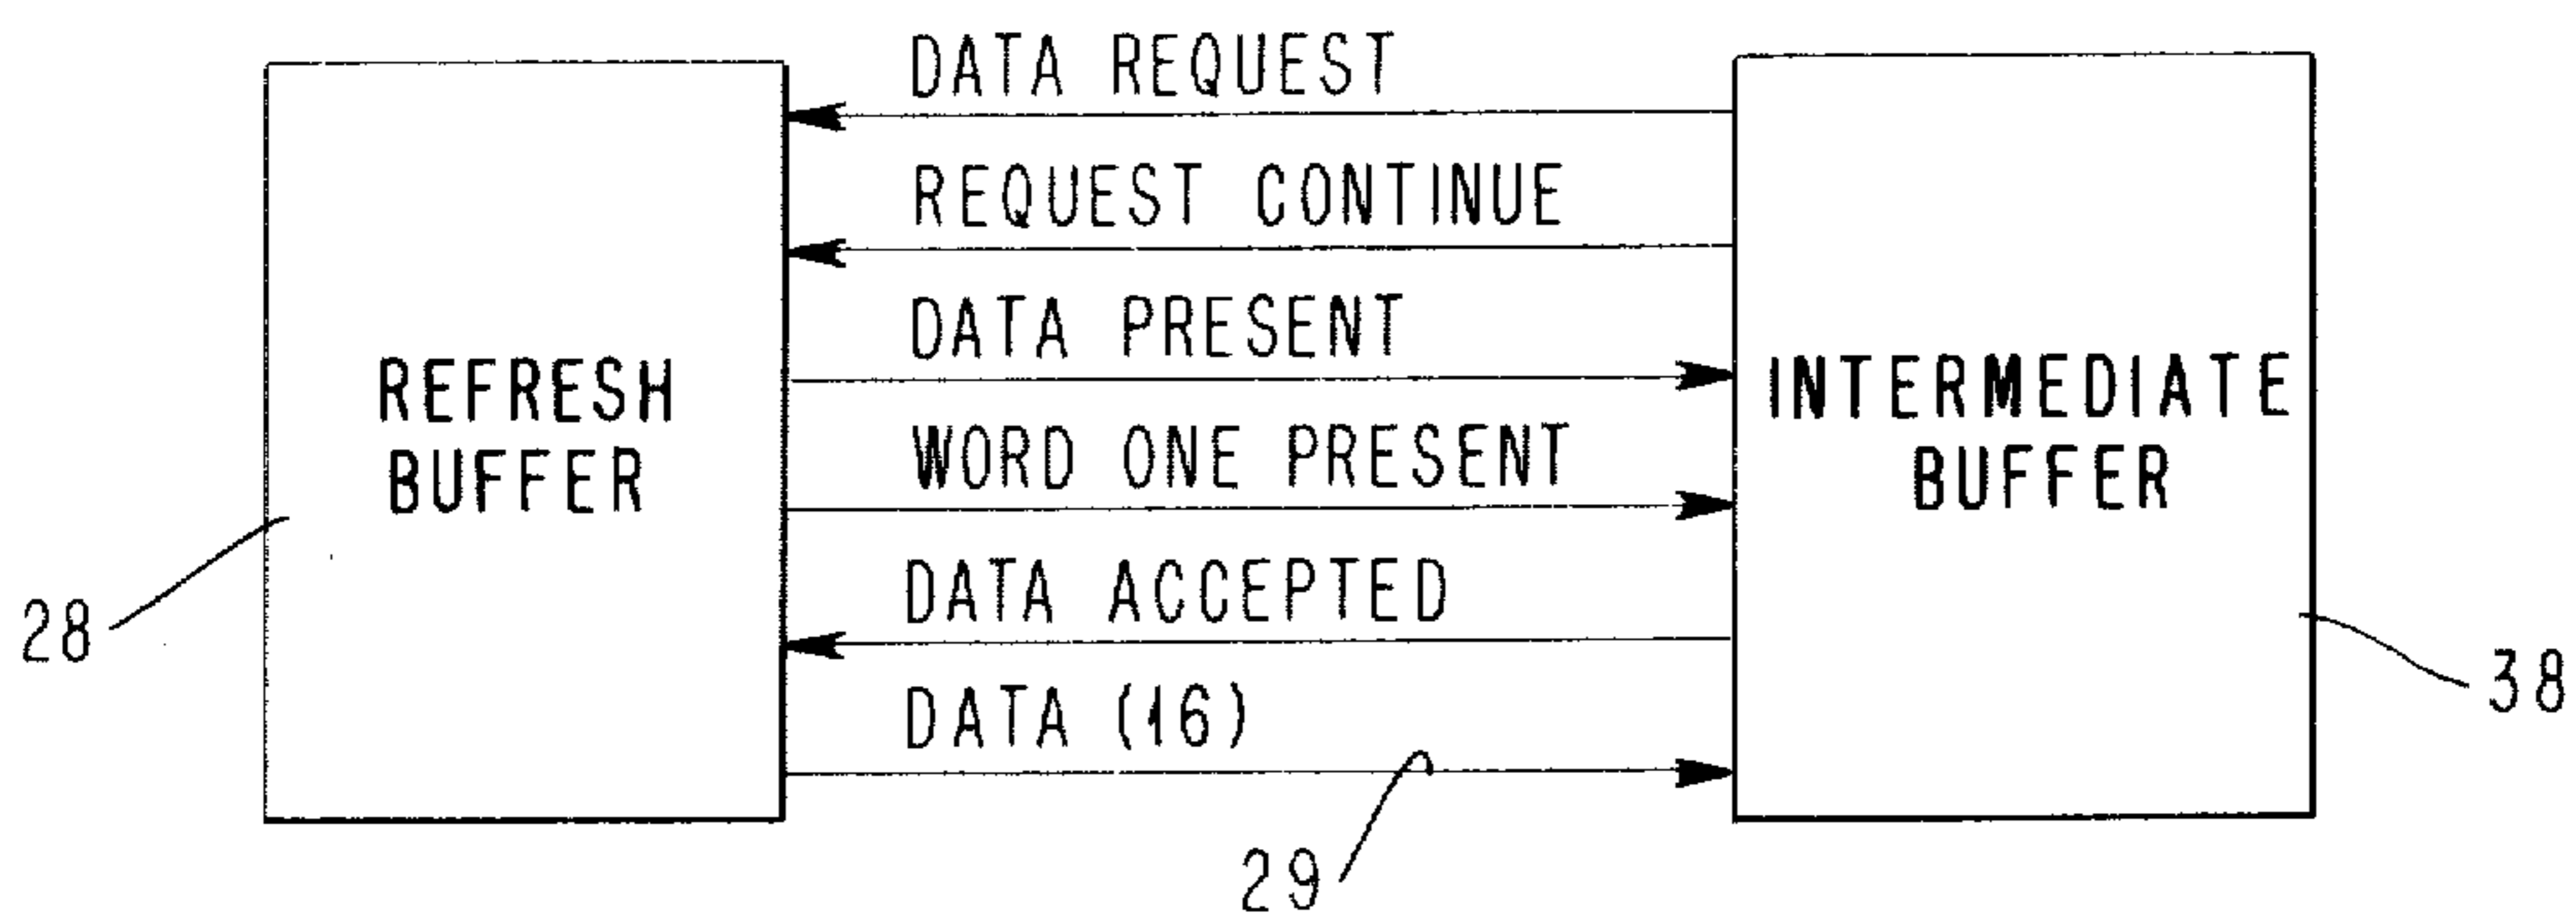 DATA REQUEST
REQUEST CONTINUE
DATA PRESENT
WORD ONE PRESENT
DATA ACCEPTED
DATA (16)
REFRESH
BUFFER
INTERMEDIATE
BUFFER
28
38
29